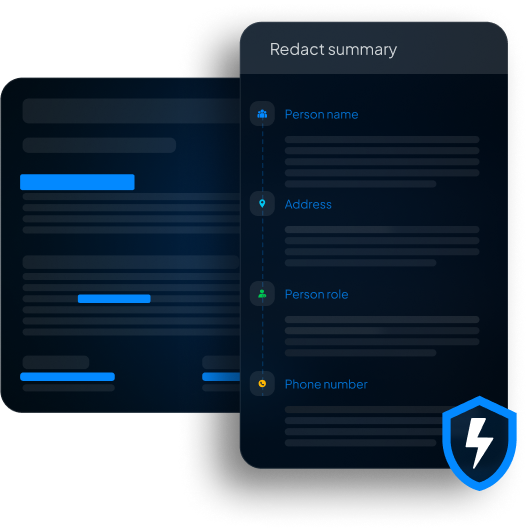 Redact summary
Person name
Address
Person role
Phone number